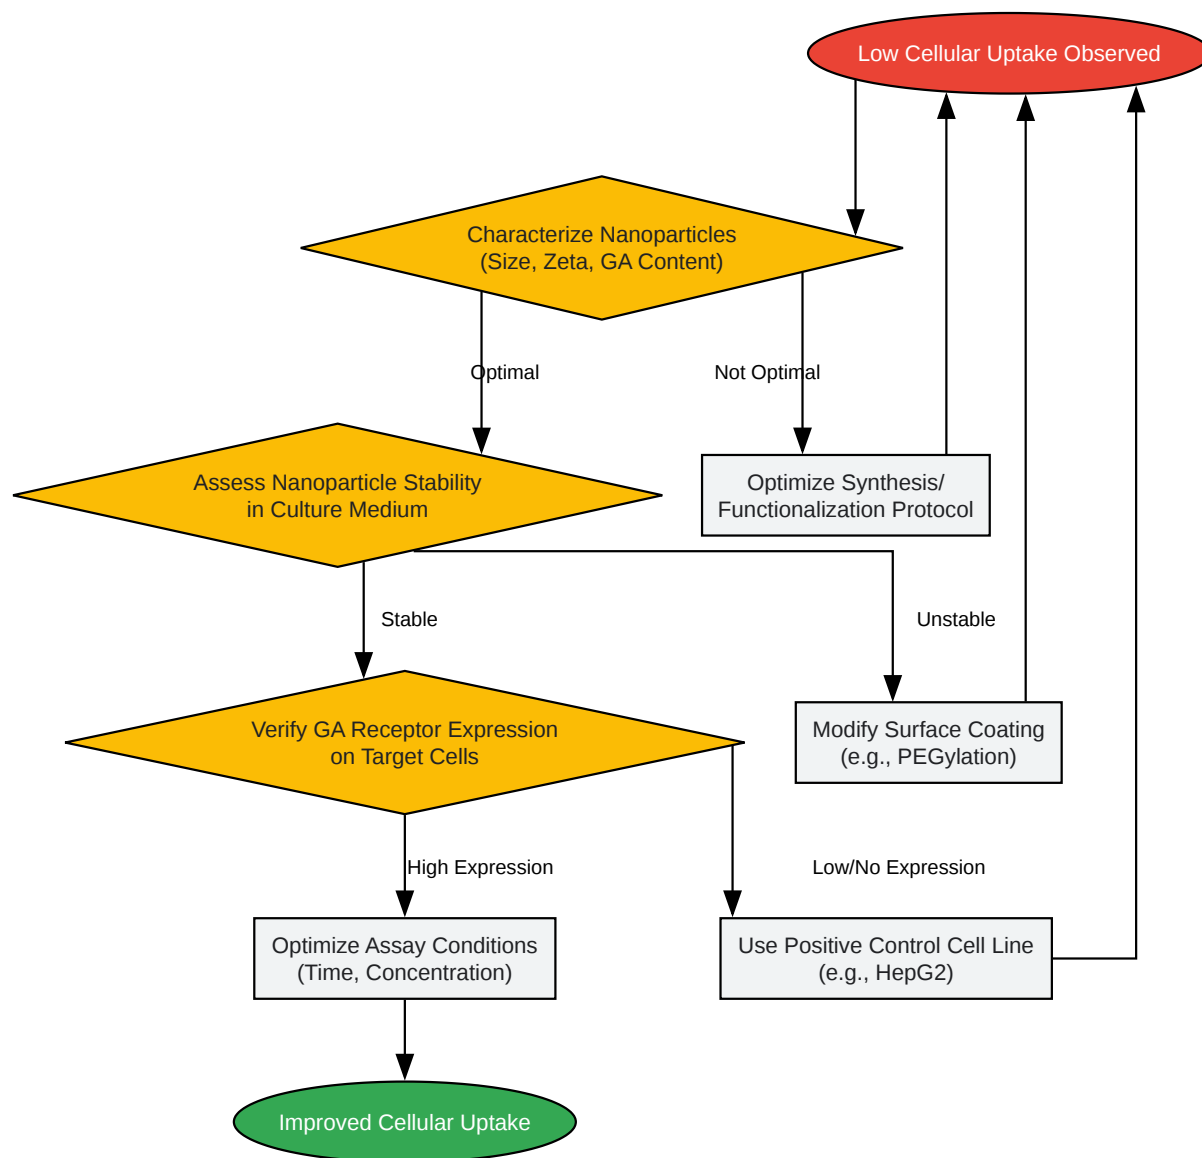 Low Cellular Uptake Observed
Characterize Nanoparticles
(Size, Zeta, GA Content)
Optimal
Not Optimal
Assess Nanoparticle Stability
in Culture Medium
Optimize Synthesis/
Functionalization Protocol
Stable
Unstable
Verify GA Receptor Expression
on Target Cells
Modify Surface Coating
(e.g., PEGylation)
High Expression
Low/No Expression
Optimize Assay Conditions
(Time, Concentration)
Use Positive Control Cell Line
(e.g., HepG2)
Improved Cellular Uptake